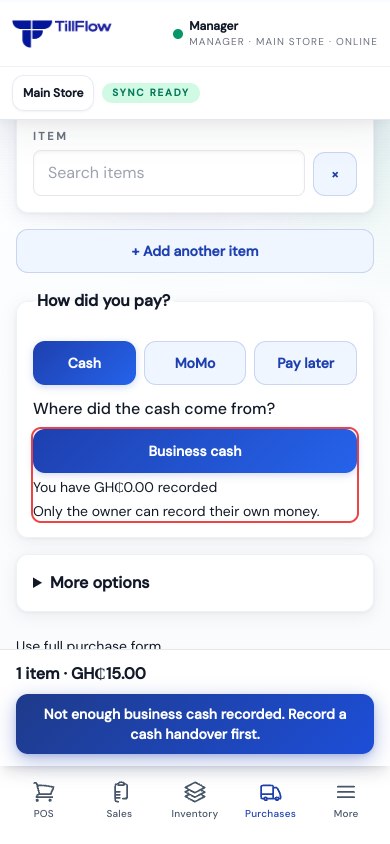 TillFlow
Manager
MANAGER · MAIN STORE · ONLINE
Main Store
SYNC READY
ITEM
Search items
×
+ Add another item
How did you pay?
Cash
MoMo
Pay later
Where did the cash come from?
Business cash
You have GH₵0.00 recorded
Only the owner can record their own money.
More options
Use full purchase form
1 item · GH₵15.00
Not enough business cash recorded. Record a
cash handover first.
POS
Sales
Inventory
Purchases
More